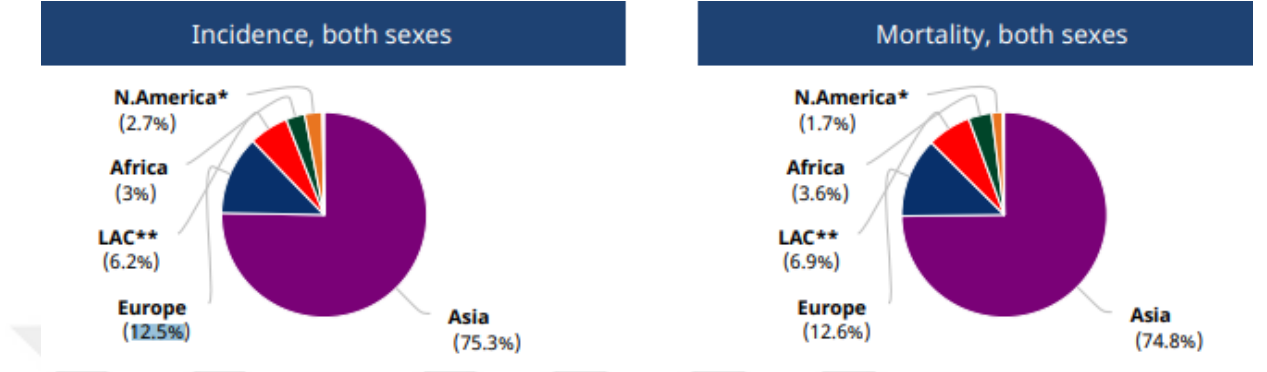 Incidence, both sexes
N.America*
(2.7%)
Africa
(3%)
LAC**
(6.2%)
Europe
(12.5%)
Asia
(75.3%)
Mortality, both sexes
N.America*
(1.7%)
Africa
(3.6%)
LAC**
(6.9%)
Europe
(12.6%)
Asia
(74.8%)